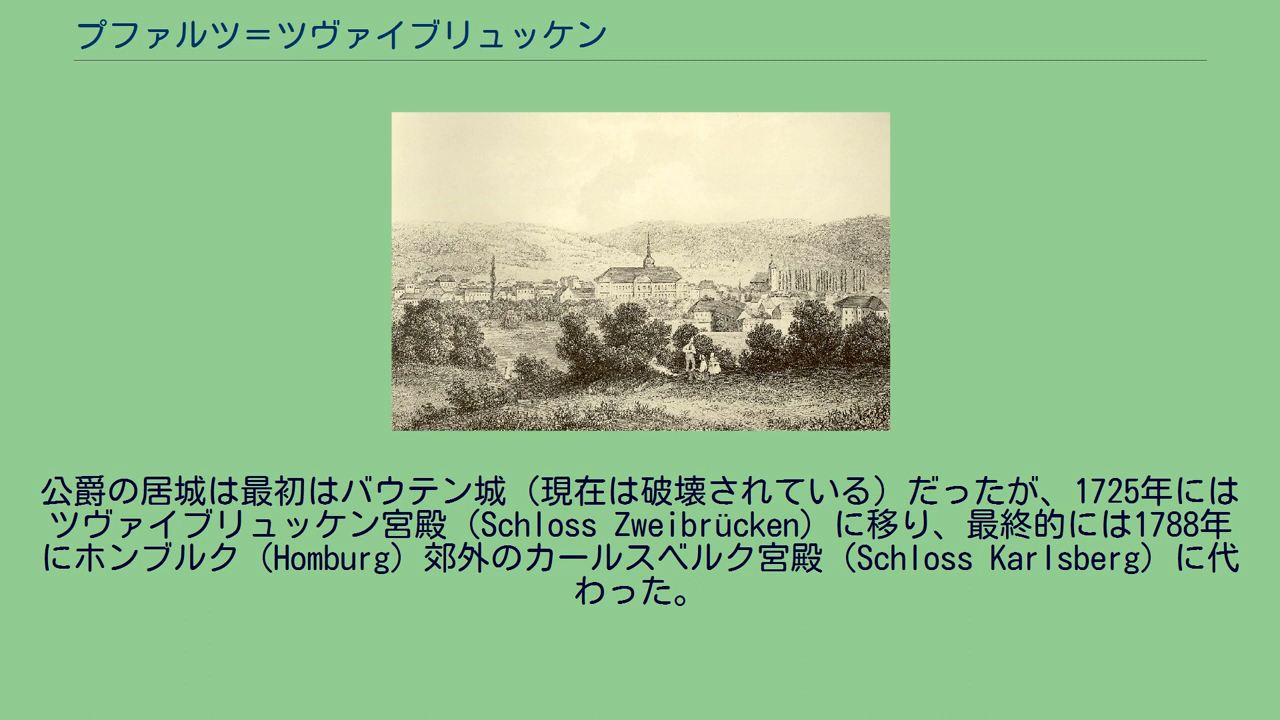 プファルツ＝ツヴァイブリュッケン
公爵の居城は最初はバウテン城（現在は破壊されている）だったが、1725年には
ツヴァイブリュッケン宮殿（Schloss Zweibrücken）に移り、最終的には1788年
にホンブルク（Homburg）郊外のカールスベルク宮殿（Schloss Karlsberg）に代
わった。